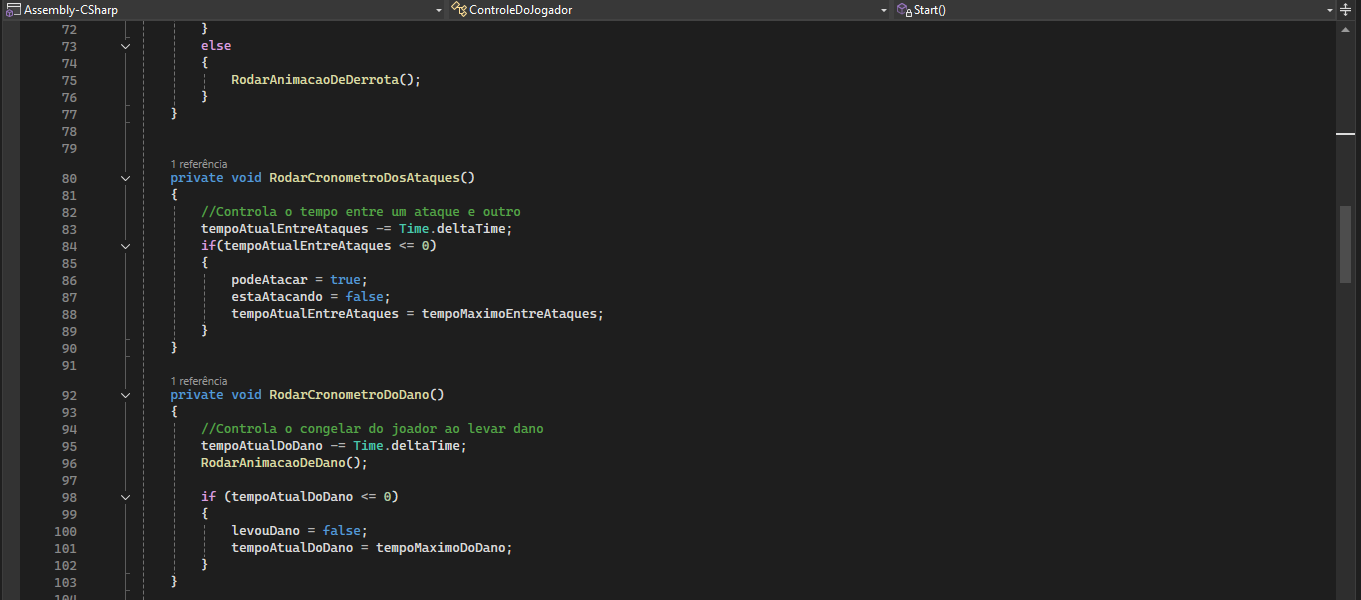 Assembly-CSharp ControleDoJogador Start()
72 }
73 else
74 {
75 RodarAnimacaoDeDerrota();
76 }
77 }
78
79
1 referência
80 private void RodarCronometroDosAtaques()
81 {
82 //Controla o tempo entre um ataque e outro
83 tempoAtualEntreAtaques -= Time.deltaTime;
84 if(tempoAtualEntreAtaques <= 0)
85 {
86 podeAtacar = true;
87 estaAtacando = false;
88 tempoAtualEntreAtaques = tempoMaximoEntreAtaques;
89 }
90 }
91
1 referência
92 private void RodarCronometroDoDano()
93 {
94 //Controla o congelar do joador ao levar dano
95 tempoAtualDoDano -= Time.deltaTime;
96 RodarAnimacaoDeDano();
97
98 if (tempoAtualDoDano <= 0)
99 {
100 levouDano = false;
101 tempoAtualDoDano = tempoMaximoDoDano;
102 }
103 }
104